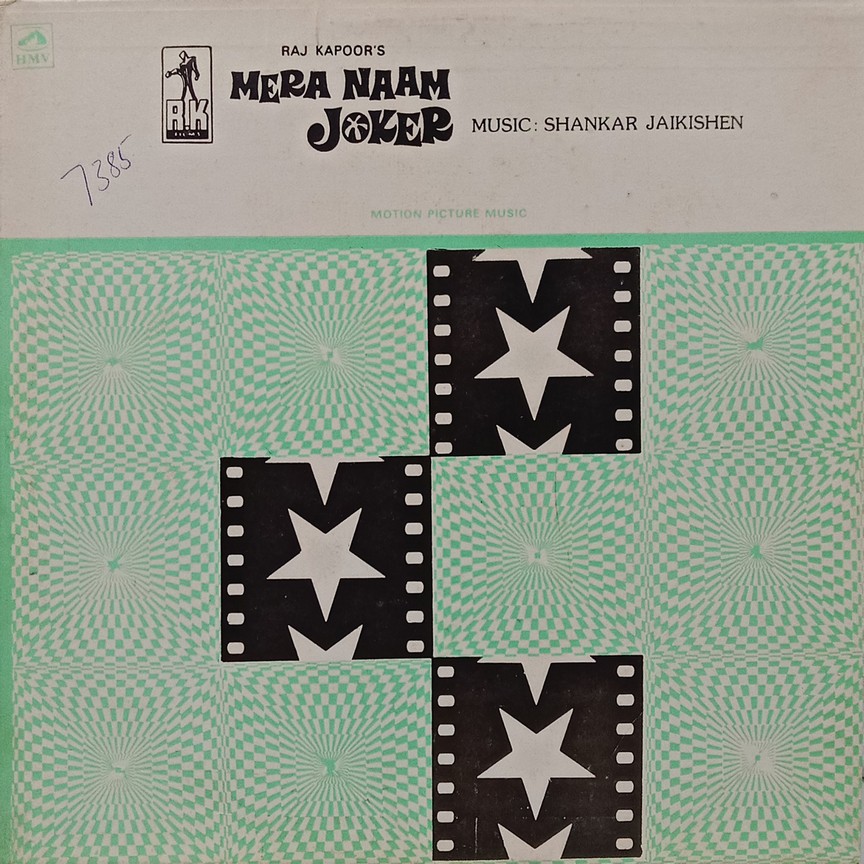 HMV
RAJ KAPOOR'S
MERA NAAM
JOKER
R.K
MUSIC: SHANKAR JAIKISHEN
7385
MOTION PICTURE MUSIC